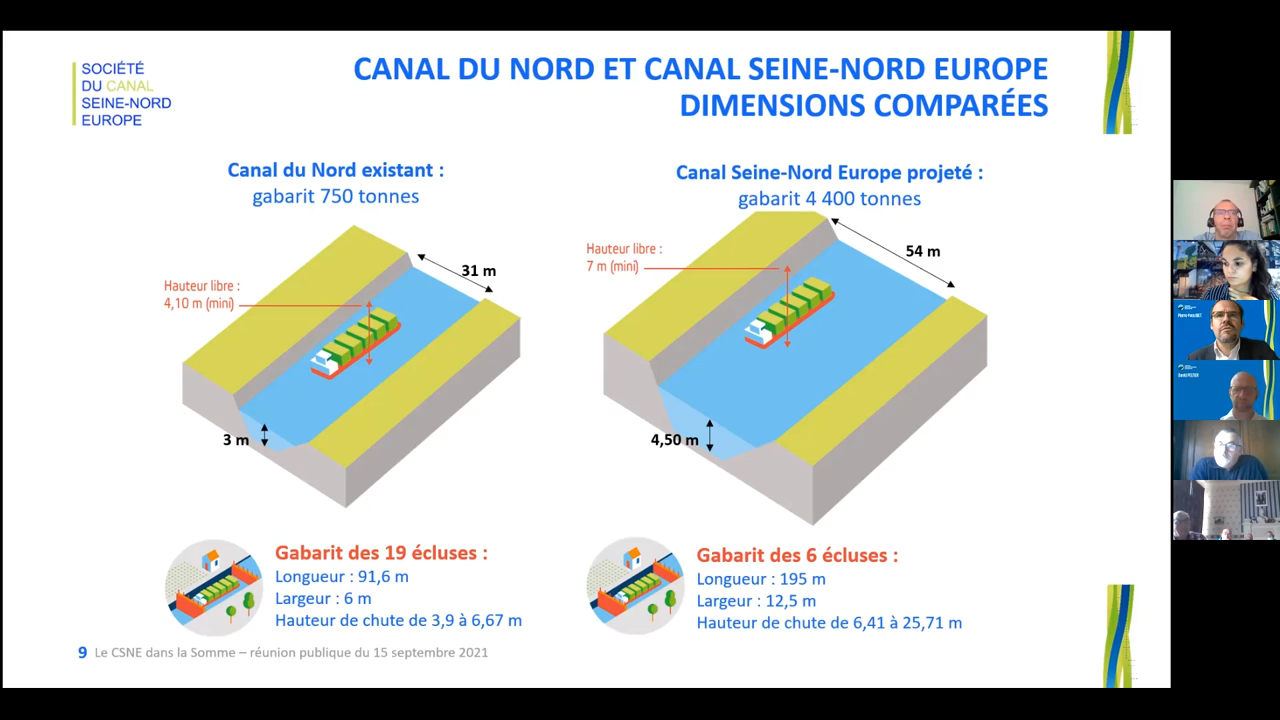 SOCIÉTÉ
DU CANAL
SEINE-NORD
EUROPE
CANAL DU NORD ET CANAL SEINE-NORD EUROPE
DIMENSIONS COMPARÉES
Canal du Nord existant :
gabarit 750 tonnes
Hauteur libre :
4,10 m (mini)
31 m
3 m
Canal Seine-Nord Europe projeté :
gabarit 4 400 tonnes
Hauteur libre :
7 m (mini)
54 m
4,50 m
Gabarit des 19 écluses :
Longueur : 91,6 m
Largeur : 6 m
Hauteur de chute de 3,9 à 6,67 m
Gabarit des 6 écluses :
Longueur : 195 m
Largeur : 12,5 m
Hauteur de chute de 6,41 à 25,71 m
9 Le CSNE dans la Somme – réunion publique du 15 septembre 2021